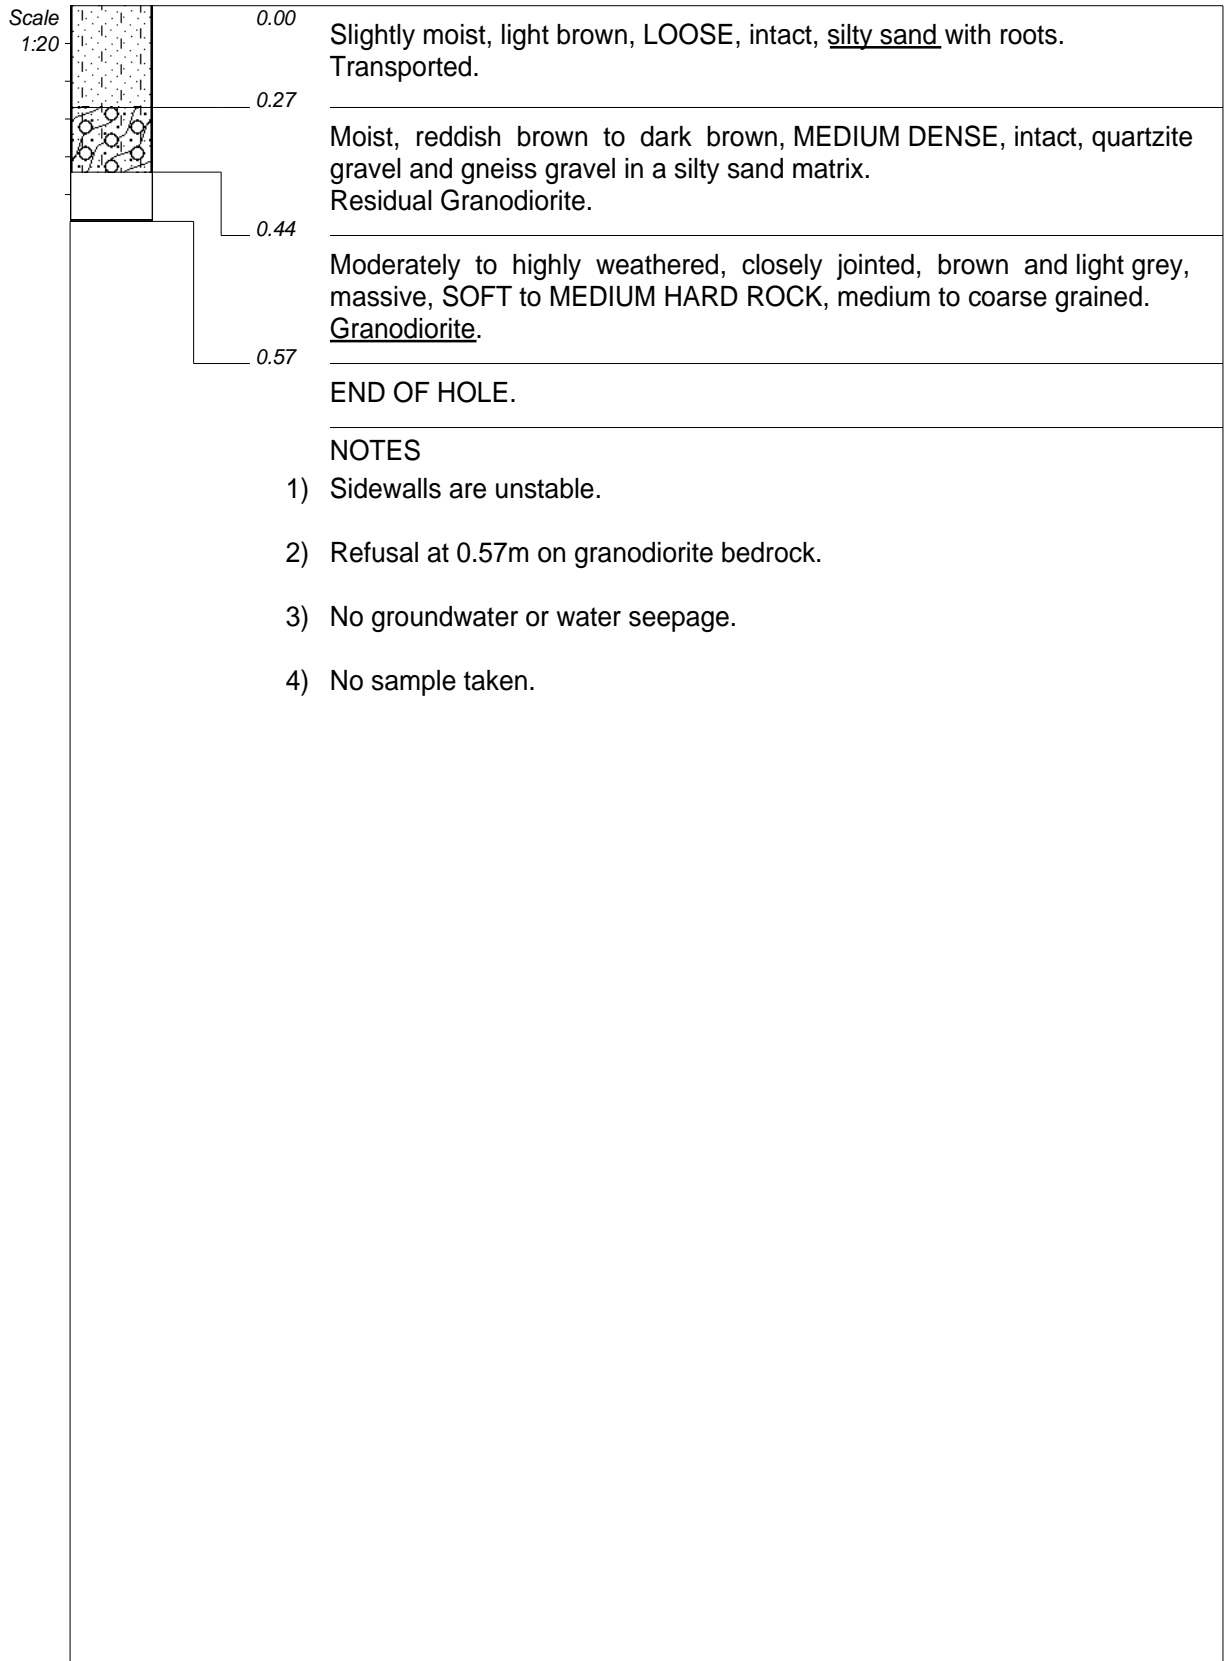 Scale
1:20
0.00
Slightly moist, light brown, LOOSE, intact, silty sand with roots.
Transported.
0.27
Moist, reddish brown to dark brown, MEDIUM DENSE, intact, quartzite
gravel and gneiss gravel in a silty sand matrix.
Residual Granodiorite.
0.44
Moderately to highly weathered, closely jointed, brown and light grey,
massive, SOFT to MEDIUM HARD ROCK, medium to coarse grained.
Granodiorite.
0.57
END OF HOLE.
NOTES
1) Sidewalls are unstable.
2) Refusal at 0.57m on granodiorite bedrock.
3) No groundwater or water seepage.
4) No sample taken.